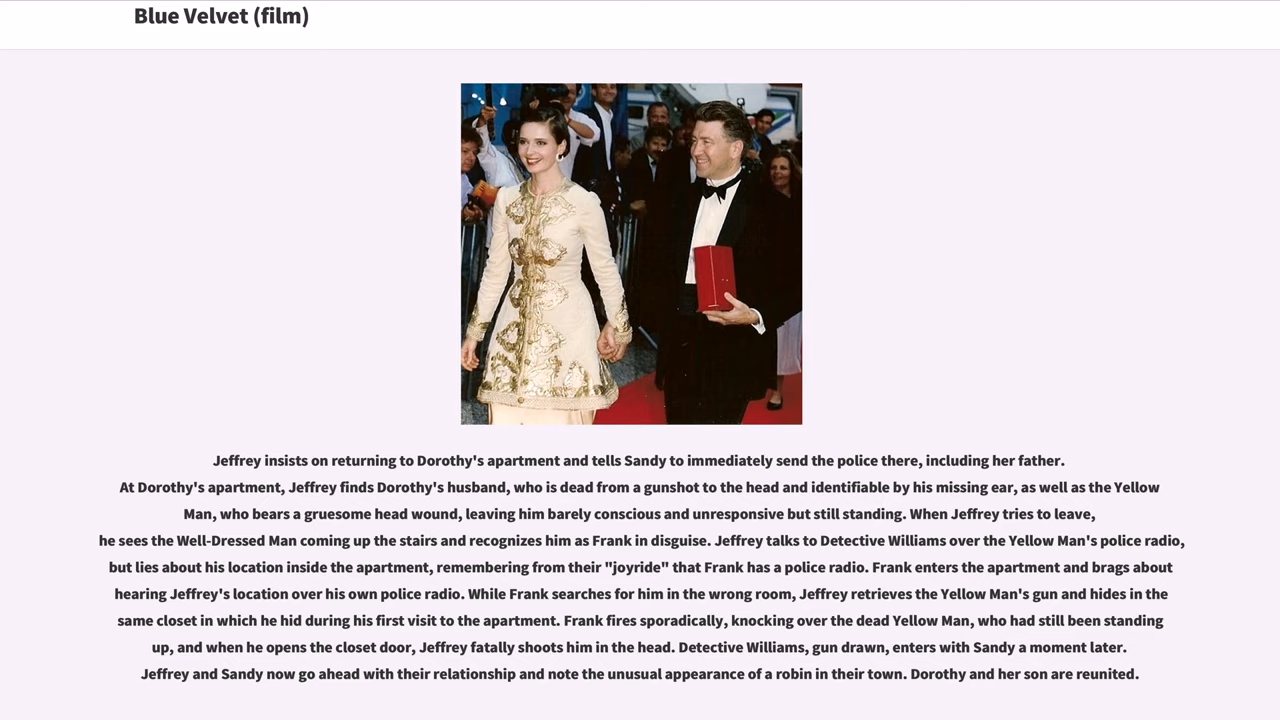 Blue Velvet (film)
Jeffrey insists on returning to Dorothy's apartment and tells Sandy to immediately send the police there, including her father.
At Dorothy's apartment, Jeffrey finds Dorothy's husband, who is dead from a gunshot to the head and identifiable by his missing ear, as well as the Yellow
Man, who bears a gruesome head wound, leaving him barely conscious and unresponsive but still standing. When Jeffrey tries to leave,
he sees the Well-Dressed Man coming up the stairs and recognizes him as Frank in disguise. Jeffrey talks to Detective Williams over the Yellow Man's police radio,
but lies about his location inside the apartment, remembering from their "joyride" that Frank has a police radio. Frank enters the apartment and brags about
hearing Jeffrey's location over his own police radio. While Frank searches for him in the wrong room, Jeffrey retrieves the Yellow Man's gun and hides in the
same closet in which he hid during his first visit to the apartment. Frank fires sporadically, knocking over the dead Yellow Man, who had still been standing
up, and when he opens the closet door, Jeffrey fatally shoots him in the head. Detective Williams, gun drawn, enters with Sandy a moment later.
Jeffrey and Sandy now go ahead with their relationship and note the unusual appearance of a robin in their town. Dorothy and her son are reunited.